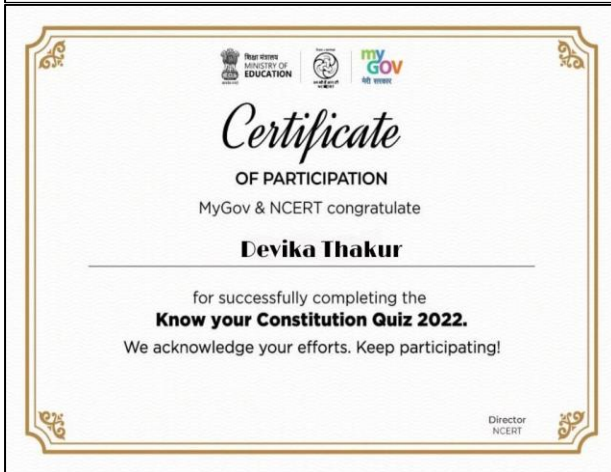 शिक्षा मंत्रालय
MINISTRY OF
EDUCATION
my
GOV
मेरी सरकार
Certificate
OF PARTICIPATION
MyGov & NCERT congratulate
Devika Thakur
for successfully completing the
Know your Constitution Quiz 2022.
We acknowledge your efforts. Keep participating!
Director
NCERT